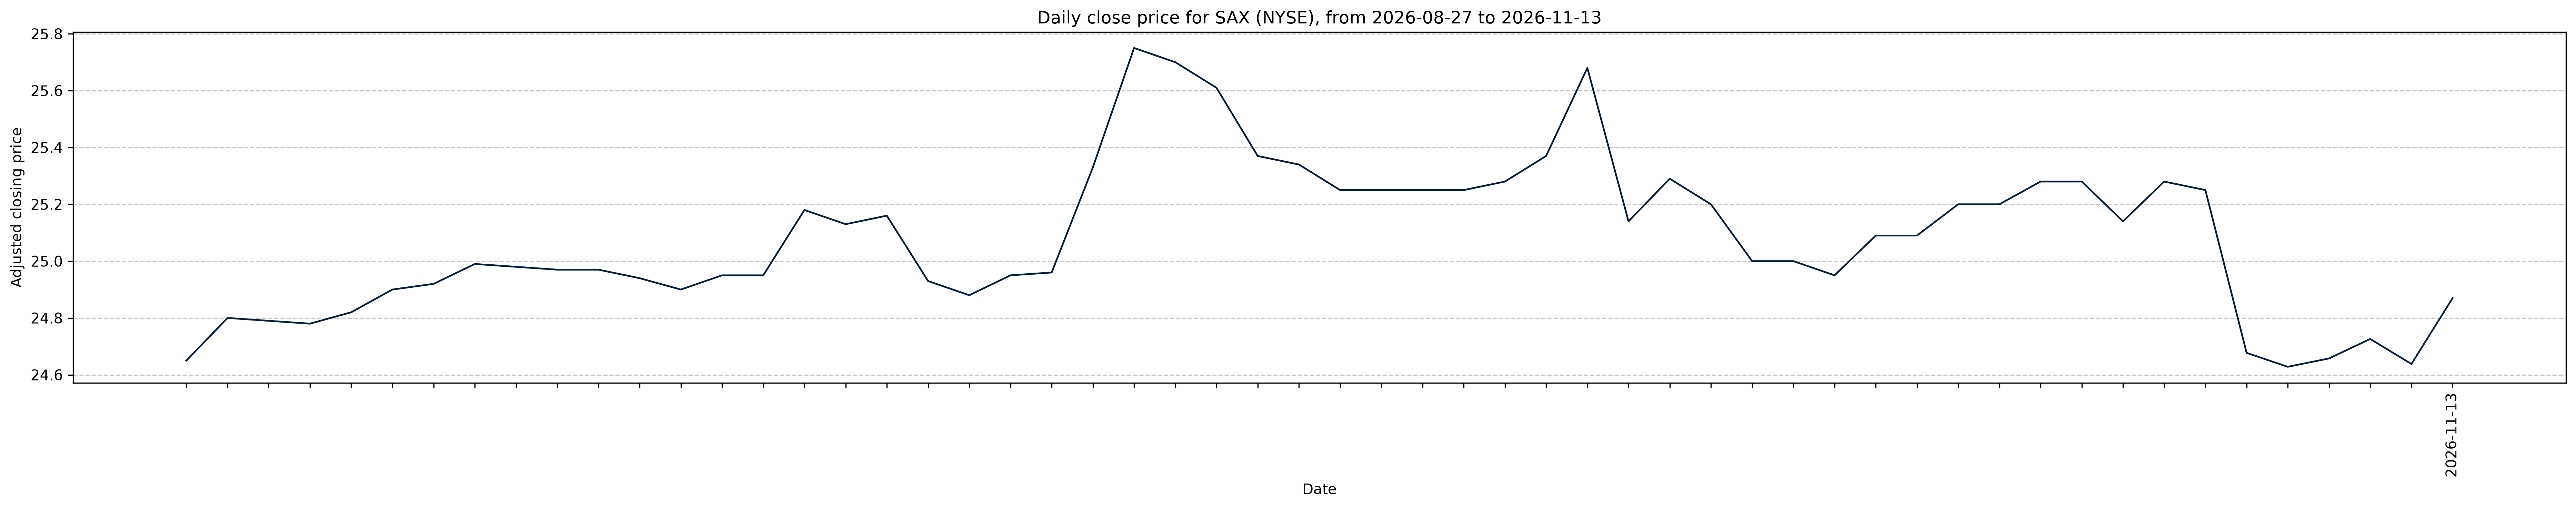 Daily close price for SAX (NYSE), from 2026-08-27 to 2026-11-13
Adjusted closing price
25.8
25.6
25.4
25.2
25.0
24.8
24.6
2026-11-13
Date